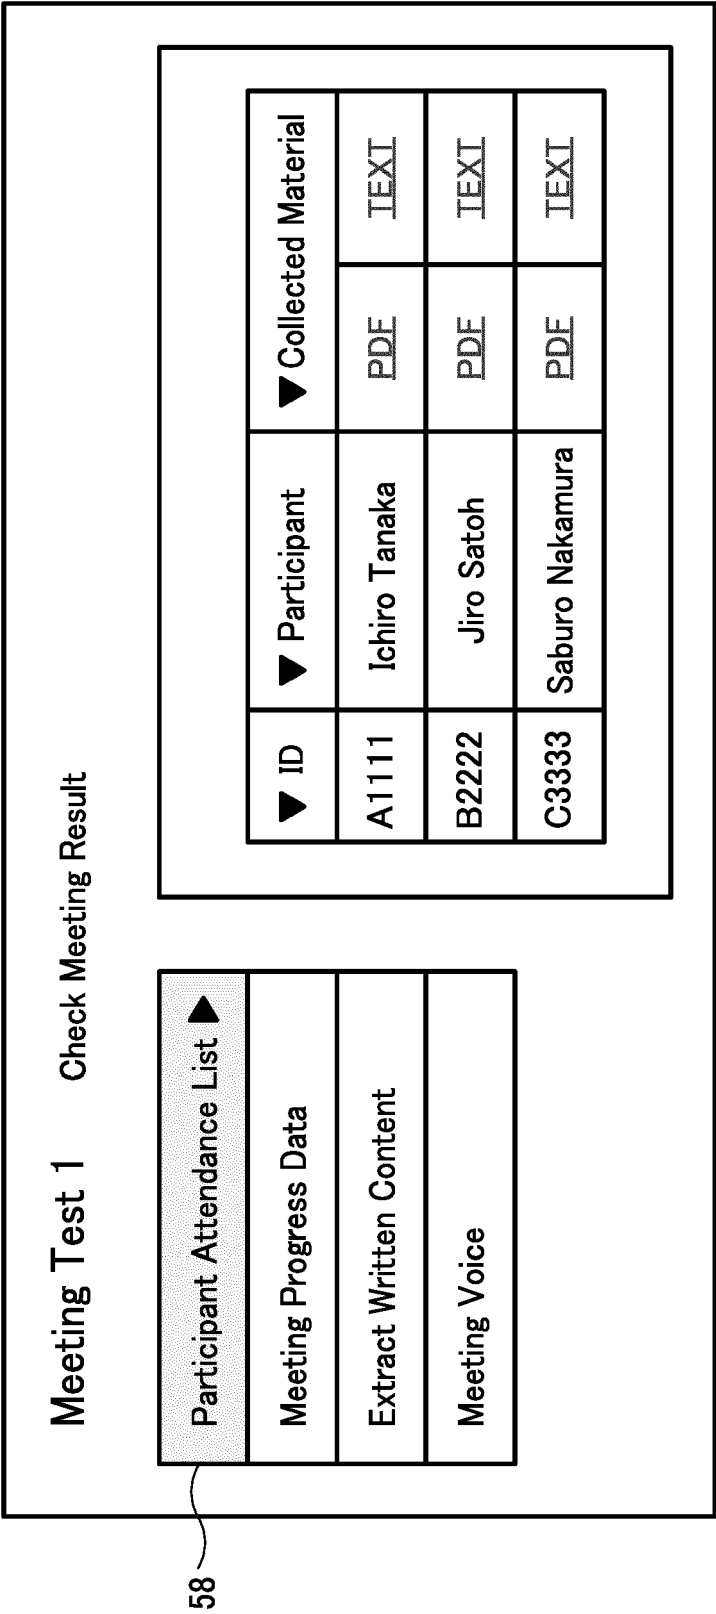 Meeting Test 1 Check Meeting Result
58
Participant Attendance List ▶
Meeting Progress Data
Extract Written Content
Meeting Voice
▼ ID ▼ Participant ▼ Collected Material
A1111 Ichiro Tanaka PDF TEXT
B2222 Jiro Satoh PDF TEXT
C3333 Saburo Nakamura PDF TEXT